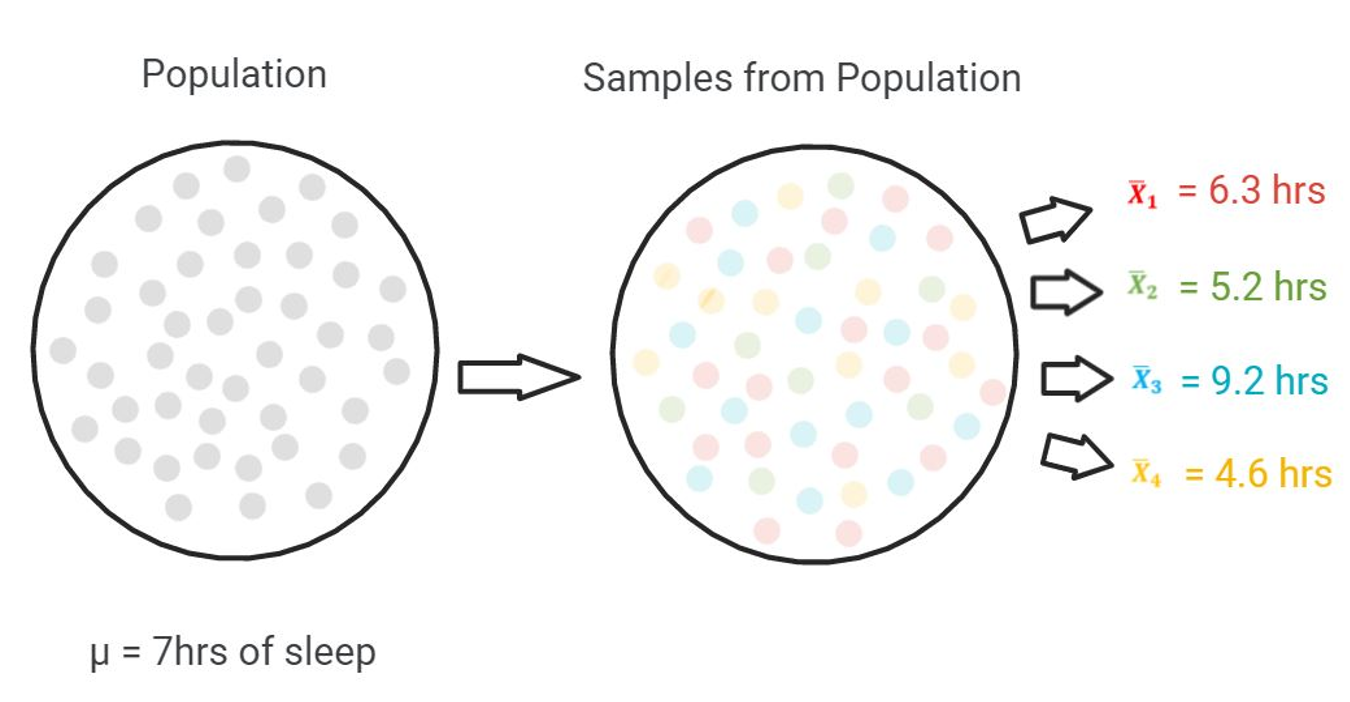 Population
Samples from Population
X̄₁ = 6.3 hrs
X̄₂ = 5.2 hrs
X̄₃ = 9.2 hrs
X̄₄ = 4.6 hrs
μ = 7hrs of sleep